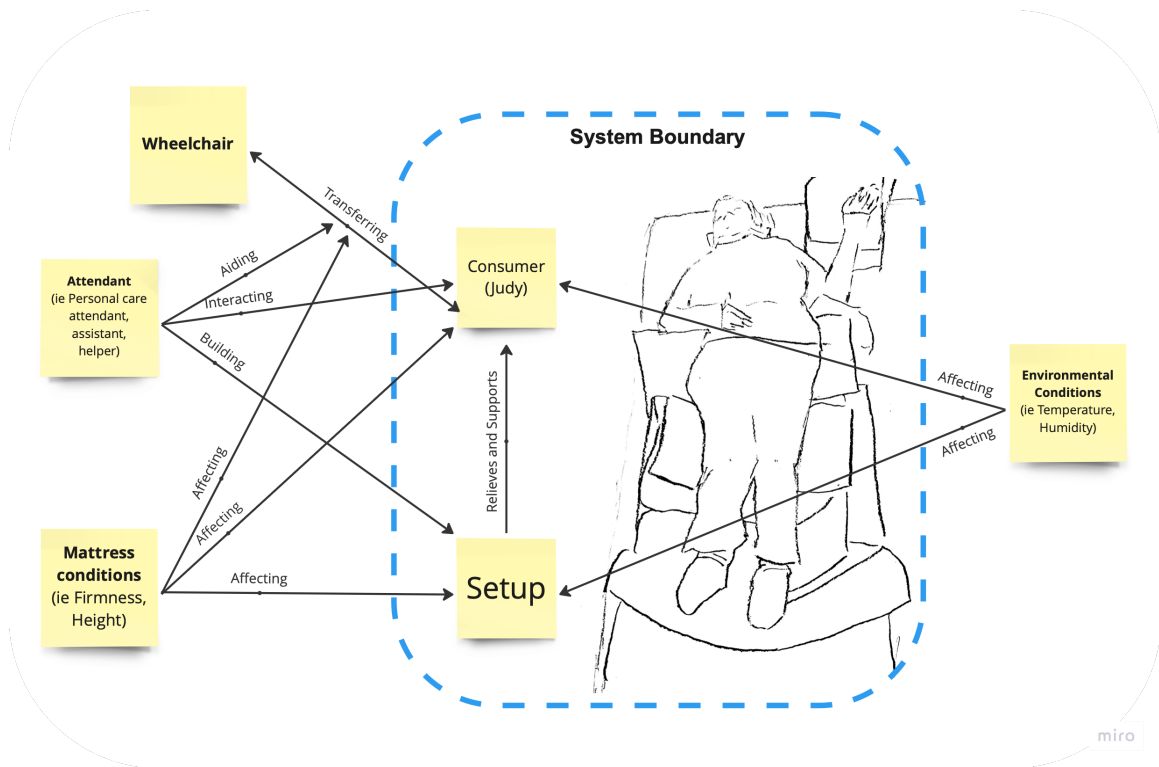 System Boundary
Wheelchair
Transferring
Aiding
Attendant
(ie Personal care
attendant,
assistant,
helper)
Interacting
Consumer
(Judy)
Building
Relieves and Supports
Affecting
Affecting
Environmental
Conditions
(ie Temperature,
Humidity)
Affecting
Affecting
Mattress
conditions
(ie Firmness,
Height)
Affecting
Setup
miro